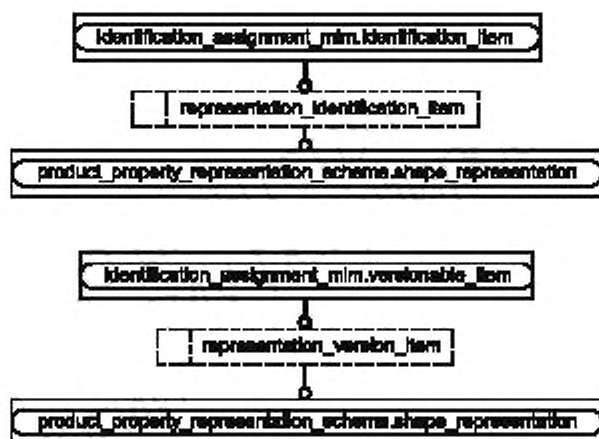 identification_assignment_mim.identification_item
representation_identification_item
product_property_representation_schema.shape_representation
identification_assignment_mim.versionable_item
representation_version_item
product_property_representation_schema.shape_representation